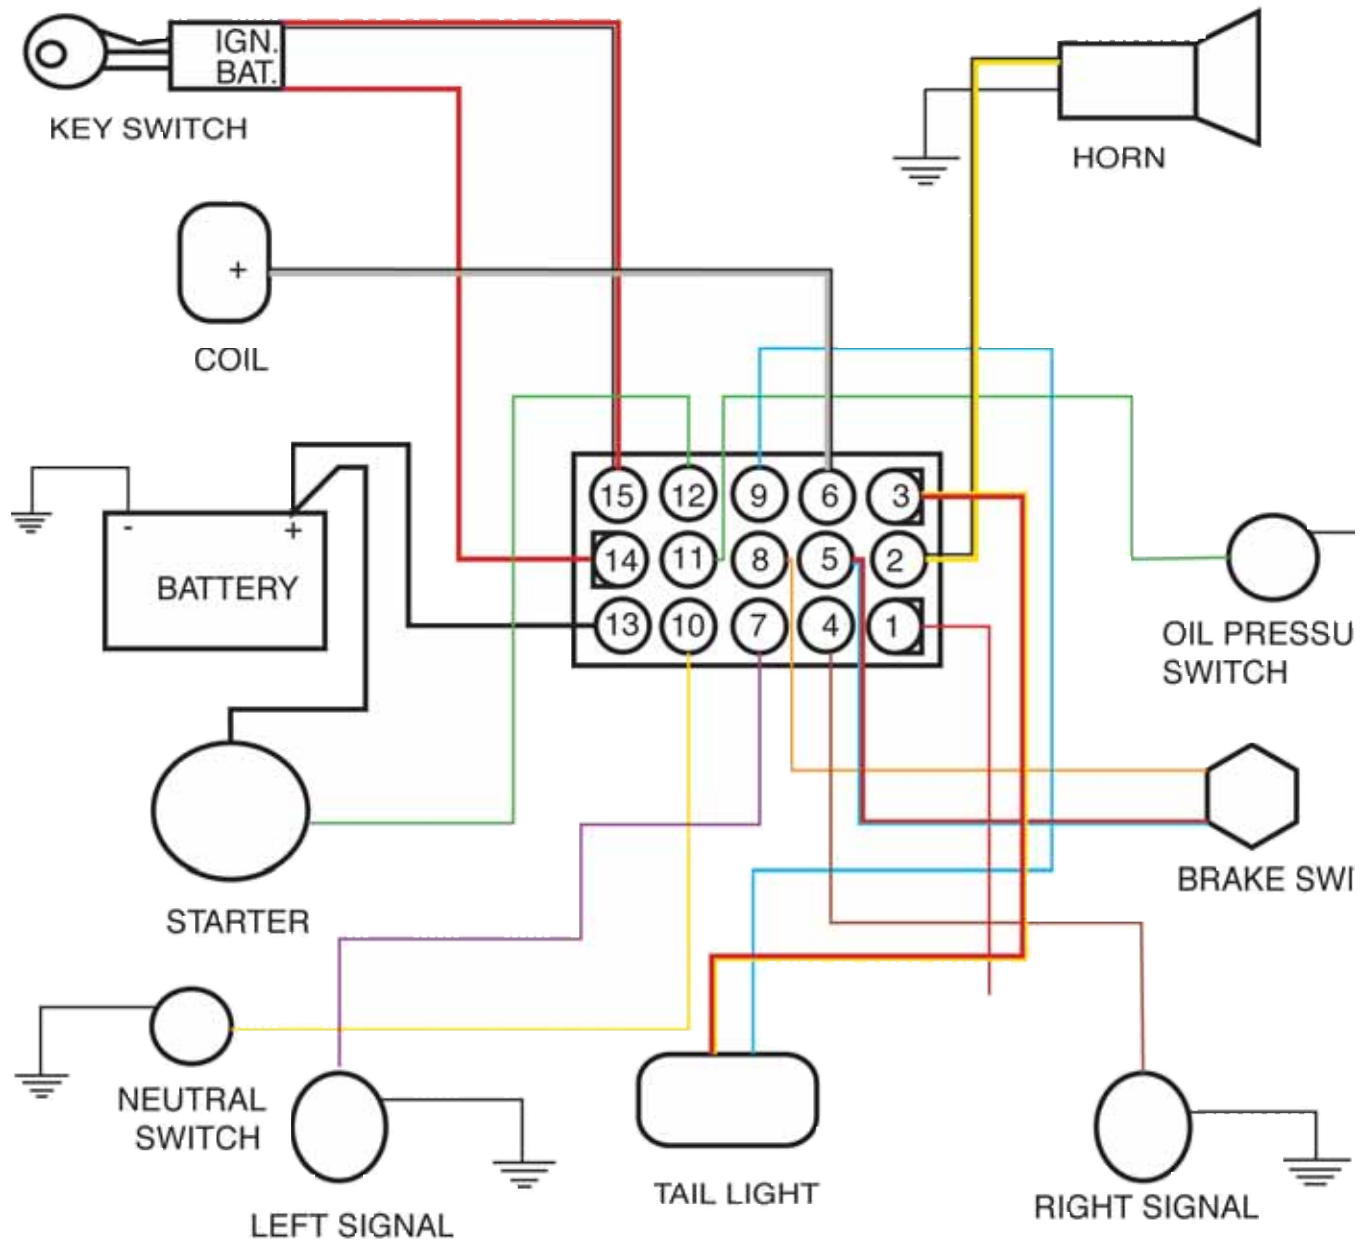 IGN.
BAT.
KEY SWITCH
HORN
+
COIL
15 12 9 6 3
14 11 8 5 2
13 10 7 4 1
- +
BATTERY
OIL PRESSU
SWITCH
BRAKE SWI
STARTER
NEUTRAL
SWITCH
LEFT SIGNAL
TAIL LIGHT
RIGHT SIGNAL